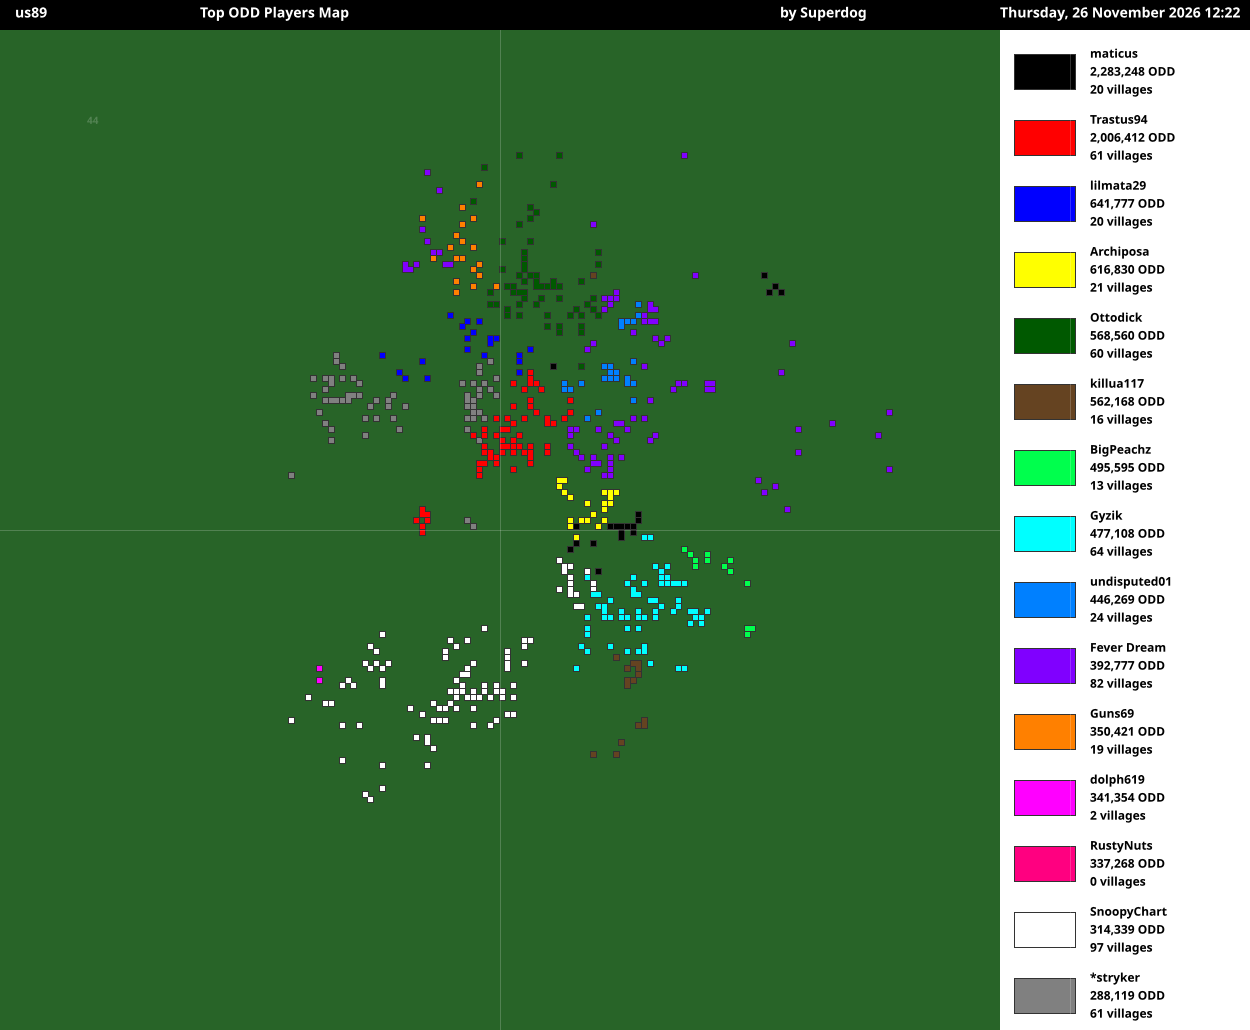 us89 Top ODD Players Map by Superdog Thursday, 26 November 2026 12:22
44
maticus
2,283,248 ODD
20 villages
Trastus94
2,006,412 ODD
61 villages
lilmata29
641,777 ODD
20 villages
Archiposa
616,830 ODD
21 villages
Ottodick
568,560 ODD
60 villages
killua117
562,168 ODD
16 villages
BigPeachz
495,595 ODD
13 villages
Gyzik
477,108 ODD
64 villages
undisputed01
446,269 ODD
24 villages
Fever Dream
392,777 ODD
82 villages
Guns69
350,421 ODD
19 villages
dolph619
341,354 ODD
2 villages
RustyNuts
337,268 ODD
0 villages
SnoopyChart
314,339 ODD
97 villages
*stryker
288,119 ODD
61 villages